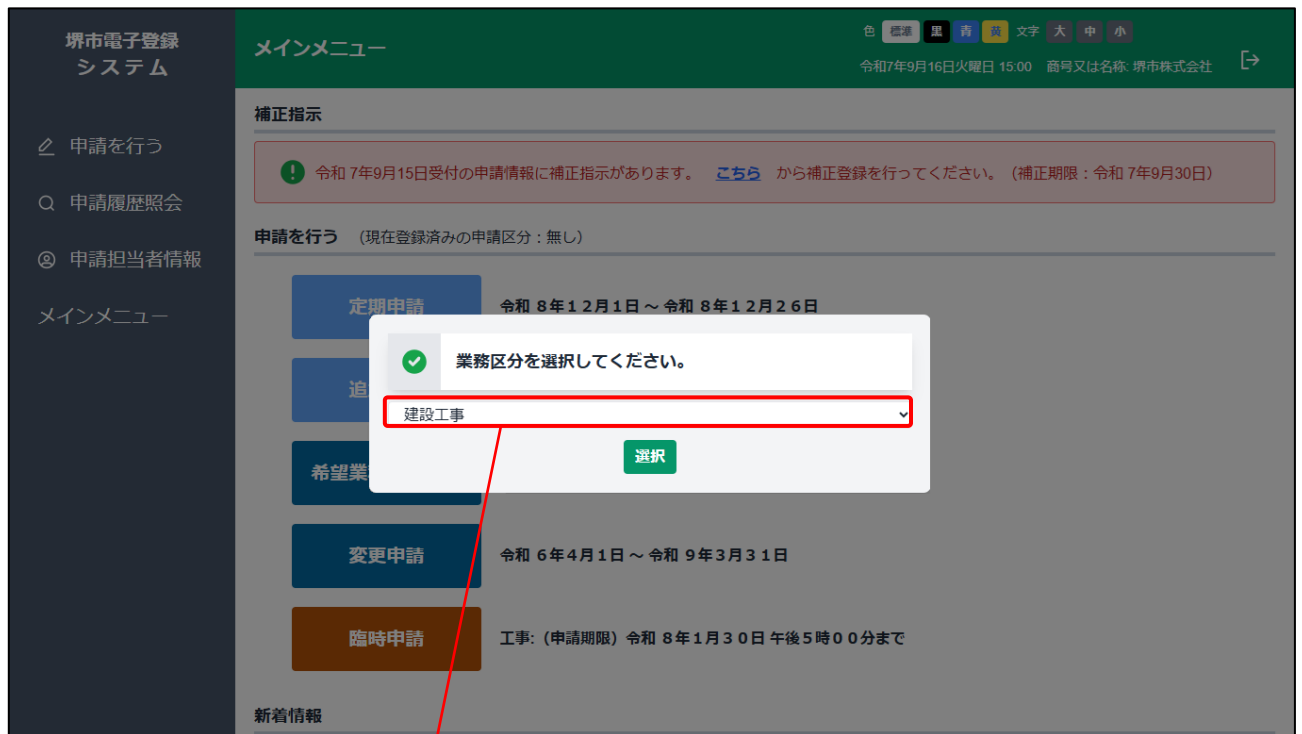 堺市電子登録
システム
メインメニュー
色 標準 黒 青 黄 文字 大 中 小
令和7年9月16日火曜日 15:00 商号又は名称: 堺市株式会社
申請を行う
申請履歴照会
申請担当者情報
メインメニュー
補正指示
令和 7年9月15日受付の申請情報に補正指示があります。 こちら から補正登録を行ってください。（補正期限：令和 7年9月30日）
申請を行う （現在登録済みの申請区分：無し）
定期申請 令和 8年１２月1日 ～ 令和 8年１２月２６日
業務区分を選択してください。
追
建設工事
選択
希望業
変更申請 令和 6年４月１日 ～ 令和 9年３月３１日
臨時申請 工事:（申請期限）令和 8年１月３０日 午後５時００分まで
新着情報